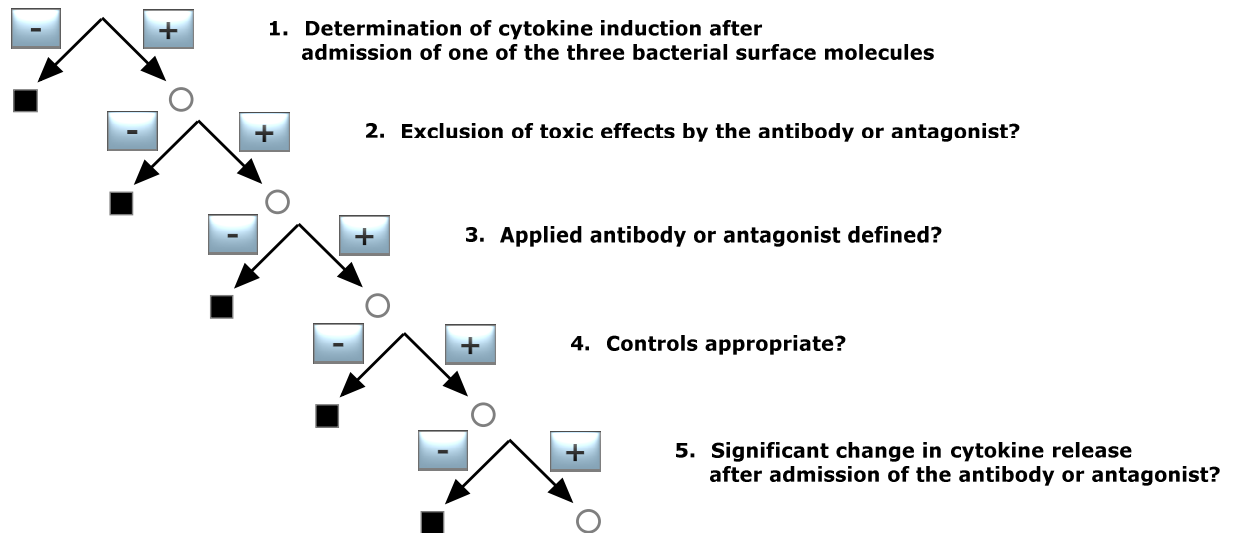 - +
1. Determination of cytokine induction after
admission of one of the three bacterial surface molecules
- +
2. Exclusion of toxic effects by the antibody or antagonist?
- +
3. Applied antibody or antagonist defined?
- +
4. Controls appropriate?
- +
5. Significant change in cytokine release
after admission of the antibody or antagonist?